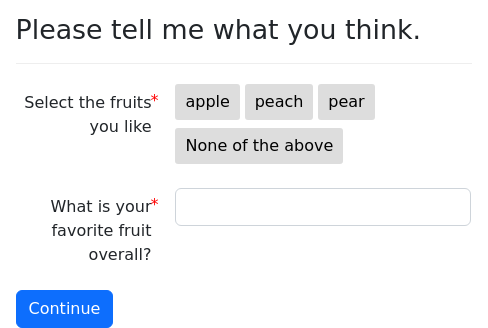 Please tell me what you think.
Select the fruits*
you like
apple peach pear
None of the above
What is your*
favorite fruit
overall?
Continue